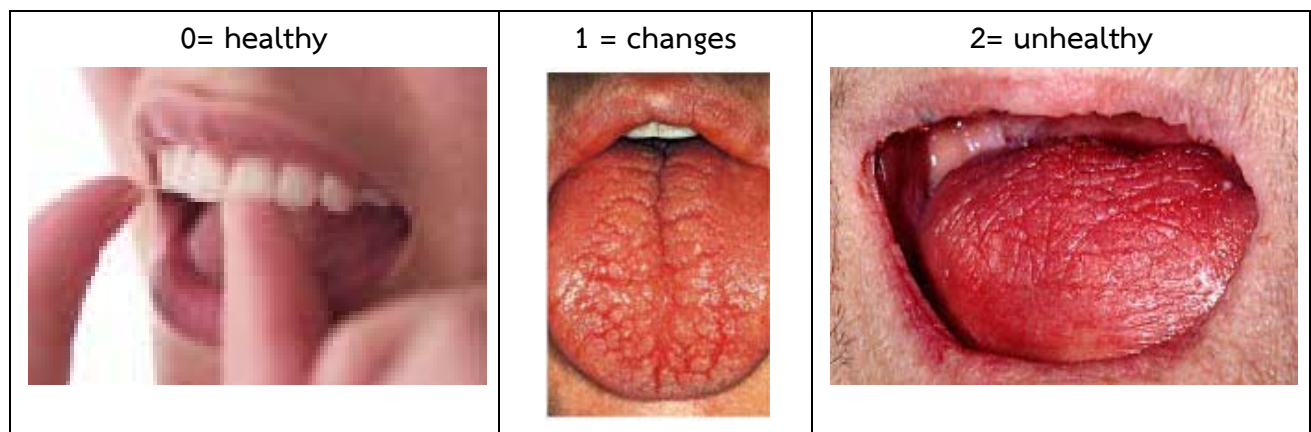 0= healthy
1 = changes
2= unhealthy